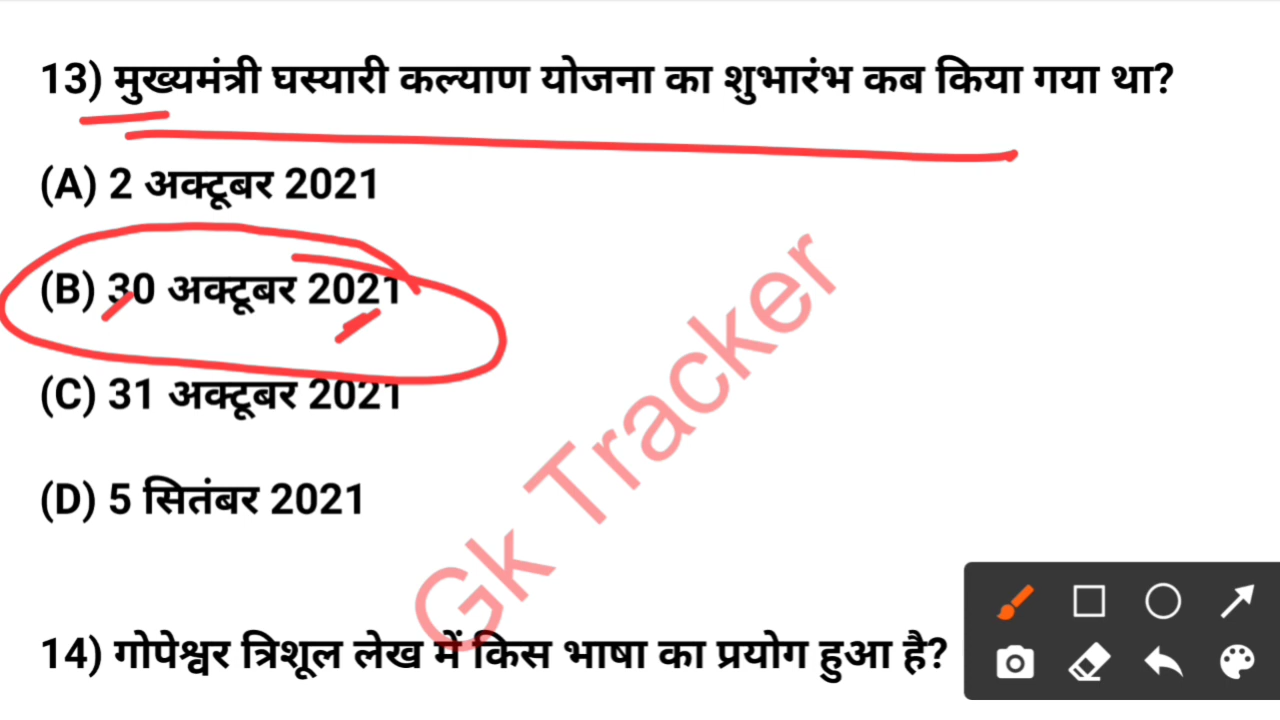 13) मुख्यमंत्री घस्यारी कल्याण योजना का शुभारंभ कब किया गया था?
(A) 2 अक्टूबर 2021
(B) 30 अक्टूबर 2021
(C) 31 अक्टूबर 2021
(D) 5 सितंबर 2021
Gk Tracker
14) गोपेश्वर त्रिशूल लेख में किस भाषा का प्रयोग हुआ है?